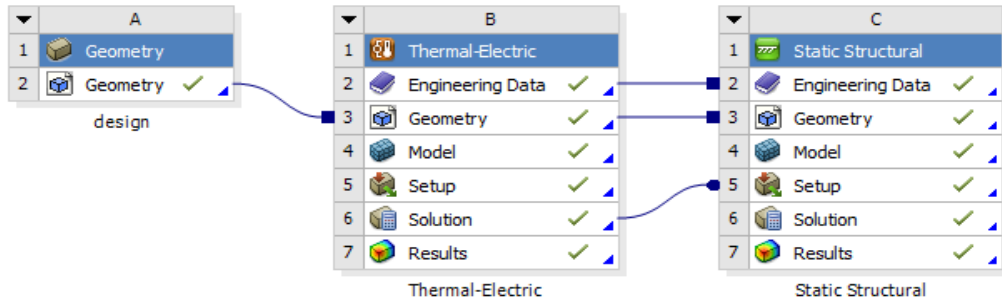 A
1 Geometry
2 Geometry
design
B
1 Thermal-Electric
2 Engineering Data
3 Geometry
4 Model
5 Setup
6 Solution
7 Results
Thermal-Electric
C
1 Static Structural
2 Engineering Data
3 Geometry
4 Model
5 Setup
6 Solution
7 Results
Static Structural